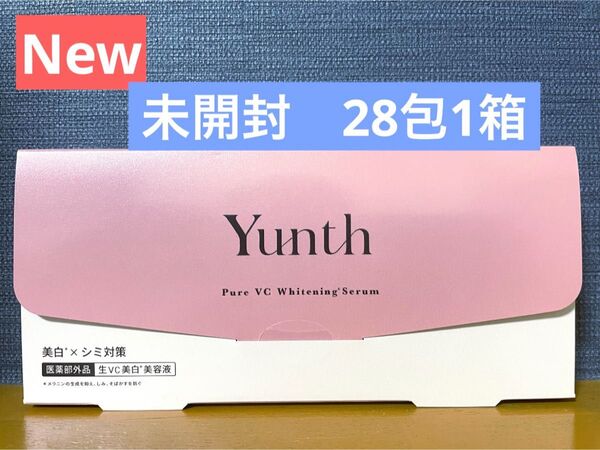 New
未開封 28包1箱
Yunth
Pure VC Whitening* Serum
美白*×シミ対策
医薬部外品 生VC美白*美容液
*メラニンの生成を抑え、しみ、そばかすを防ぐ